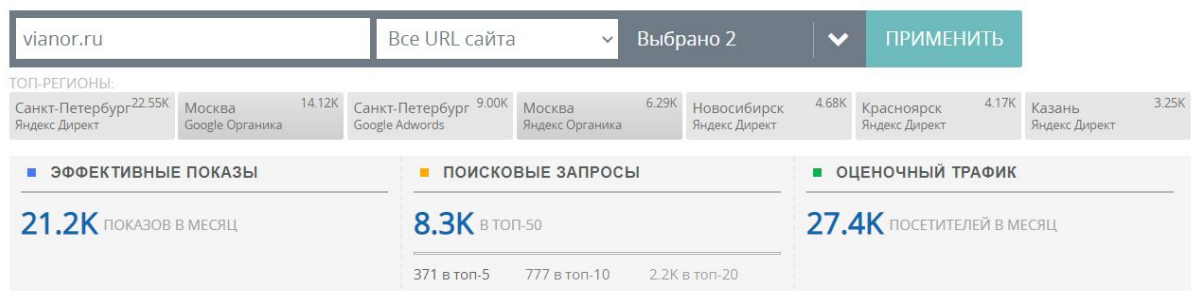 vianor.ru Все URL сайта Выбрано 2 ПРИМЕНИТЬ
ТОП-РЕГИОНЫ:
Санкт-Петербург 22.55K Москва 14.12K Санкт-Петербург 9.00K Москва 6.29K Новосибирск 4.68K Красноярск 4.17K Казань 3.25K
Яндекс Директ Google Органика Google Adwords Яндекс Органика Яндекс Директ Яндекс Директ Яндекс Директ
ЭФФЕКТИВНЫЕ ПОКАЗЫ ПОИСКОВЫЕ ЗАПРОСЫ ОЦЕНОЧНЫЙ ТРАФИК
21.2K ПОКАЗОВ В МЕСЯЦ 8.3K В ТОП-50 27.4K ПОСЕТИТЕЛЕЙ В МЕСЯЦ
371 в топ-5 777 в топ-10 2.2K в топ-20